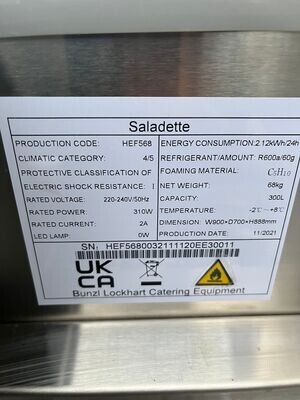 Saladette
PRODUCTION CODE: HEF568 ENERGY CONSUMPTION:2.12kWh/24h
CLIMATIC CATEGORY: 4/5 REFRIGERANT/AMOUNT: R600a/60g
PROTECTIVE CLASSIFICATION OF FOAMING MATERIAL: C5H10
ELECTRIC SHOCK RESISTANCE: I NET WEIGHT: 68kg
RATED VOLTAGE: 220-240V/50Hz CAPACITY: 300L
RATED POWER: 310W TEMPERATURE: -2℃~+8℃
RATED CURRENT: 2A DIMENSION: W900×D700×H888mm
LED LAMP: 0W PRODUCTION: 11/2021
SN: HEF5680032111120EE30011
UK
CA
Bunzl Lockhart Catering Equipment